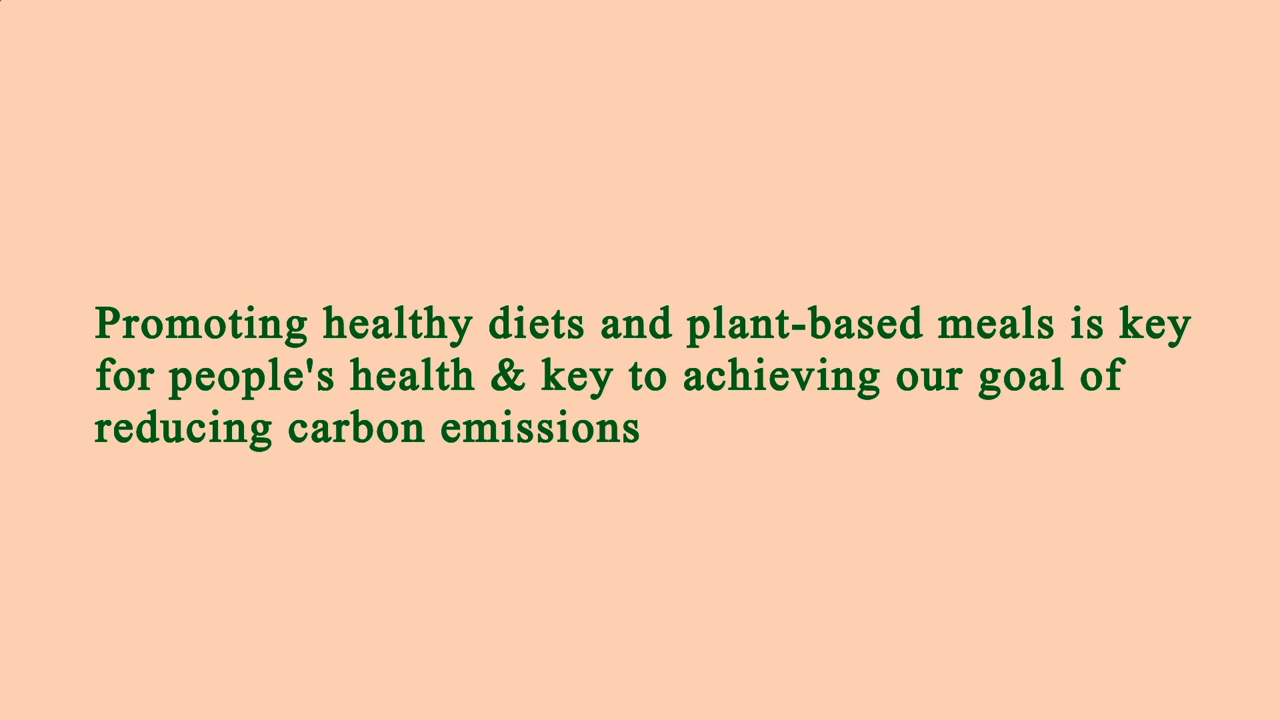 Promoting healthy diets and plant-based meals is key
for people's health & key to achieving our goal of
reducing carbon emissions